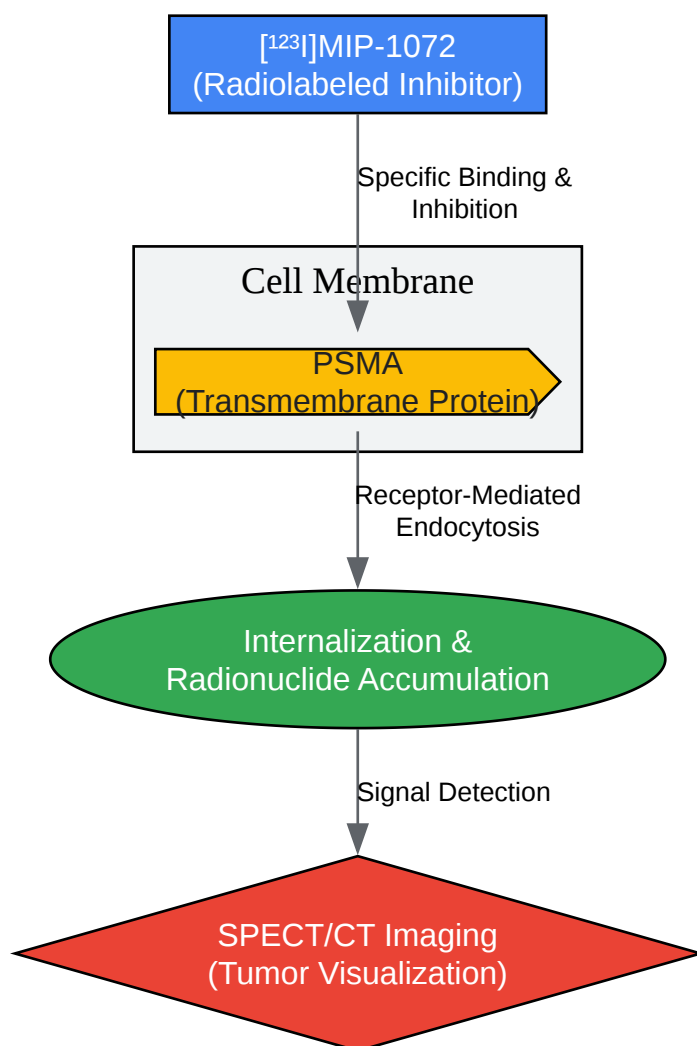 [¹²³I]MIP-1072
(Radiolabeled Inhibitor)
Specific Binding &
Inhibition
Cell Membrane
PSMA
(Transmembrane Protein)
Receptor-Mediated
Endocytosis
Internalization &
Radionuclide Accumulation
Signal Detection
SPECT/CT Imaging
(Tumor Visualization)